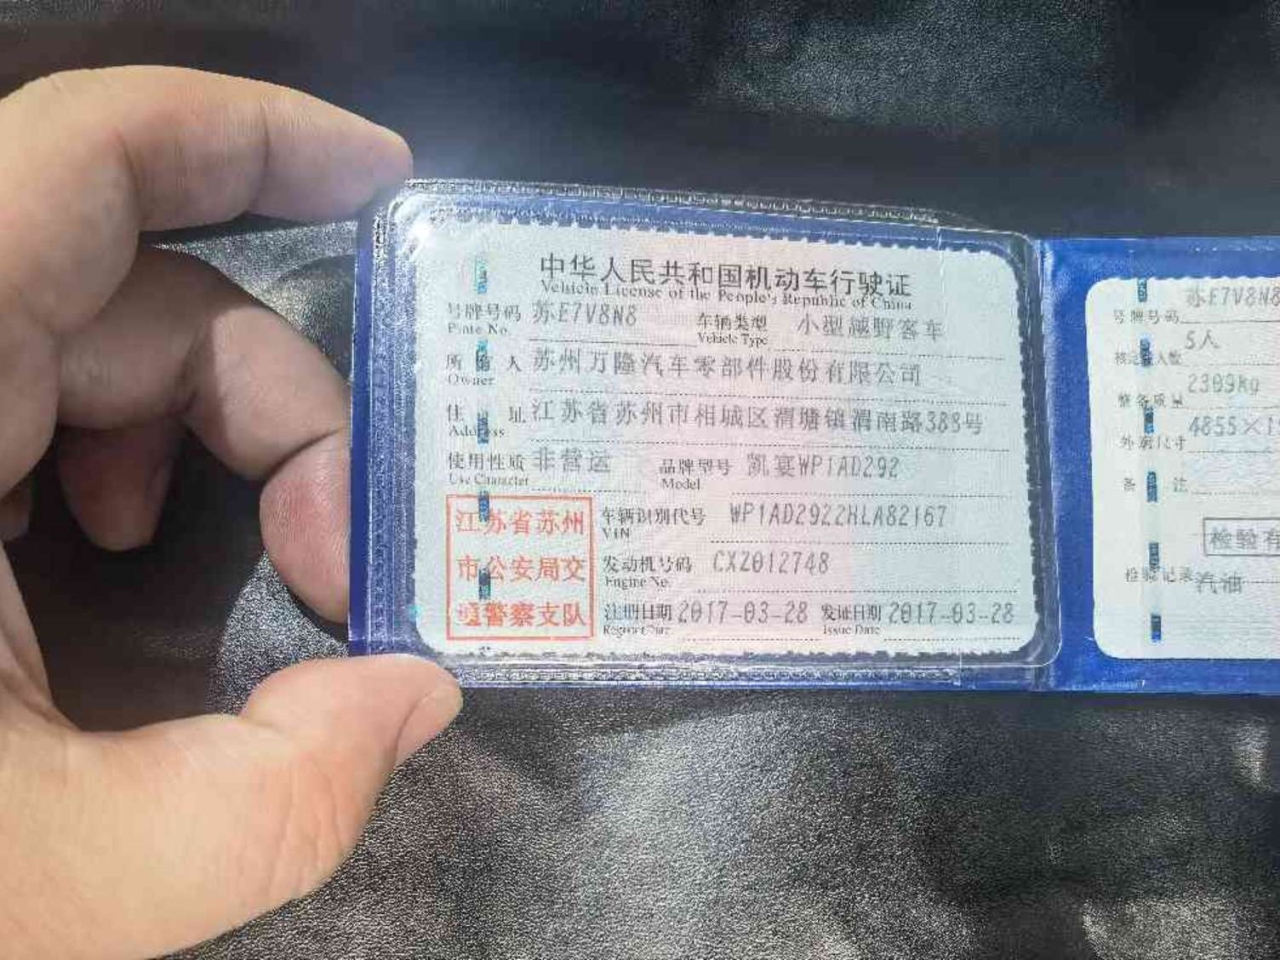 中华人民共和国机动车行驶证
Vehicle License of the People's Republic of China
号牌号码 苏E7V8N8 车辆类型 小型越野客车
Plate No. Vehicle Type
所有人 苏州万隆汽车零部件股份有限公司
Owner
住址 江苏省苏州市相城区渭塘镇渭南路388号
Address
使用性质 非营运 品牌型号 凯宴WP1AD292
Use Character Model
江苏省苏州
市公安局交
通警察支队
车辆识别代号 WP1AD2922HLA82167
VIN
发动机号码 CXZ012748
Engine No.
注册日期 2017-03-28 发证日期 2017-03-28
Register Date Issue Date
号牌号码 苏E7V8N8
核定载人数 5人
整备质量 2309kg
外廓尺寸 4855×1
备注
检验有
检验记录 汽油